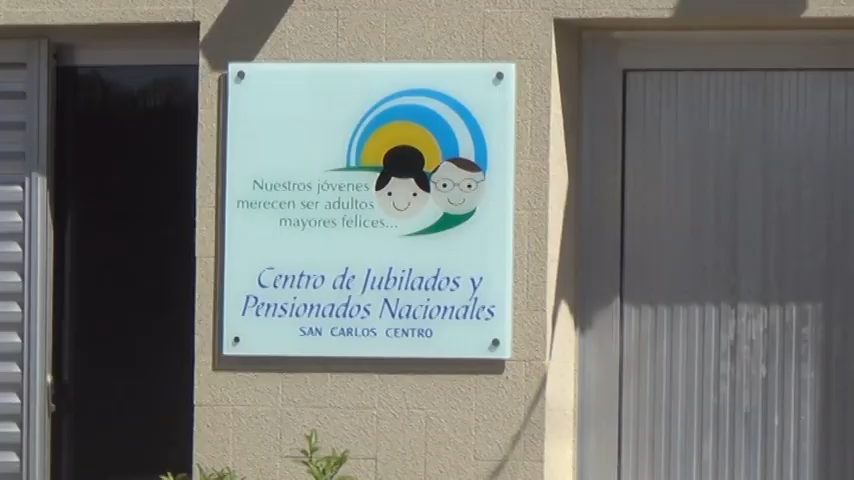 Nuestros jóvenes
merecen ser adultos
mayores felices...
Centro de Jubilados y
Pensionados Nacionales
SAN CARLOS CENTRO